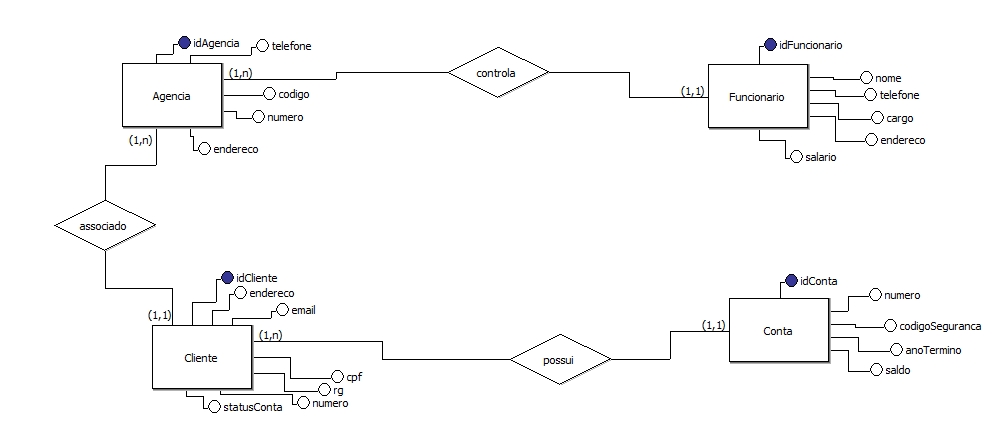 idAgencia
telefone
(1,n)
Agencia
codigo
numero
endereco
(1,n)
controla
idFuncionario
(1,1)
Funcionario
nome
telefone
cargo
endereco
salario
associado
idCliente
endereco
email
(1,1)
(1,n)
Cliente
cpf
rg
numero
statusConta
possui
idConta
(1,1)
Conta
numero
codigoSeguranca
anoTermino
saldo